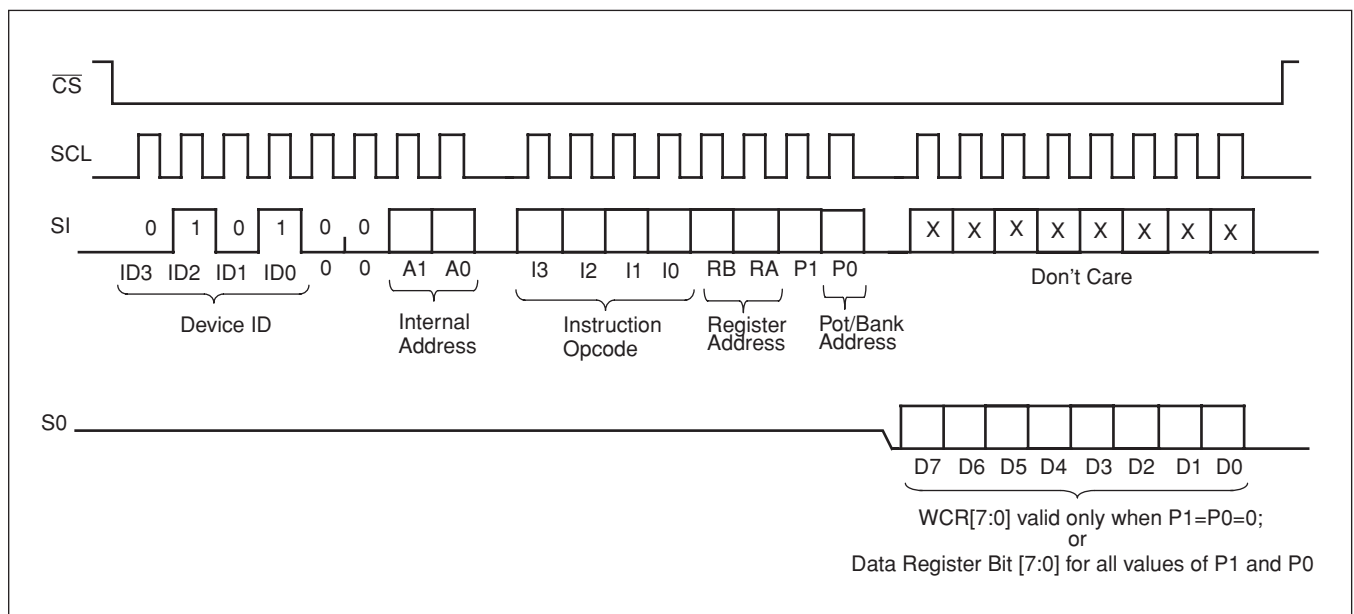 CS
SCL
SI 0 1 0 1 0 0 X X X X X X X X
ID3 ID2 ID1 ID0 0 0 A1 A0 I3 I2 I1 I0 RB RA P1 P0 Don't Care
Device ID Internal Address Instruction Opcode Register Address Pot/Bank Address
S0
D7 D6 D5 D4 D3 D2 D1 D0
WCR[7:0] valid only when P1=P0=0;
or
Data Register Bit [7:0] for all values of P1 and P0